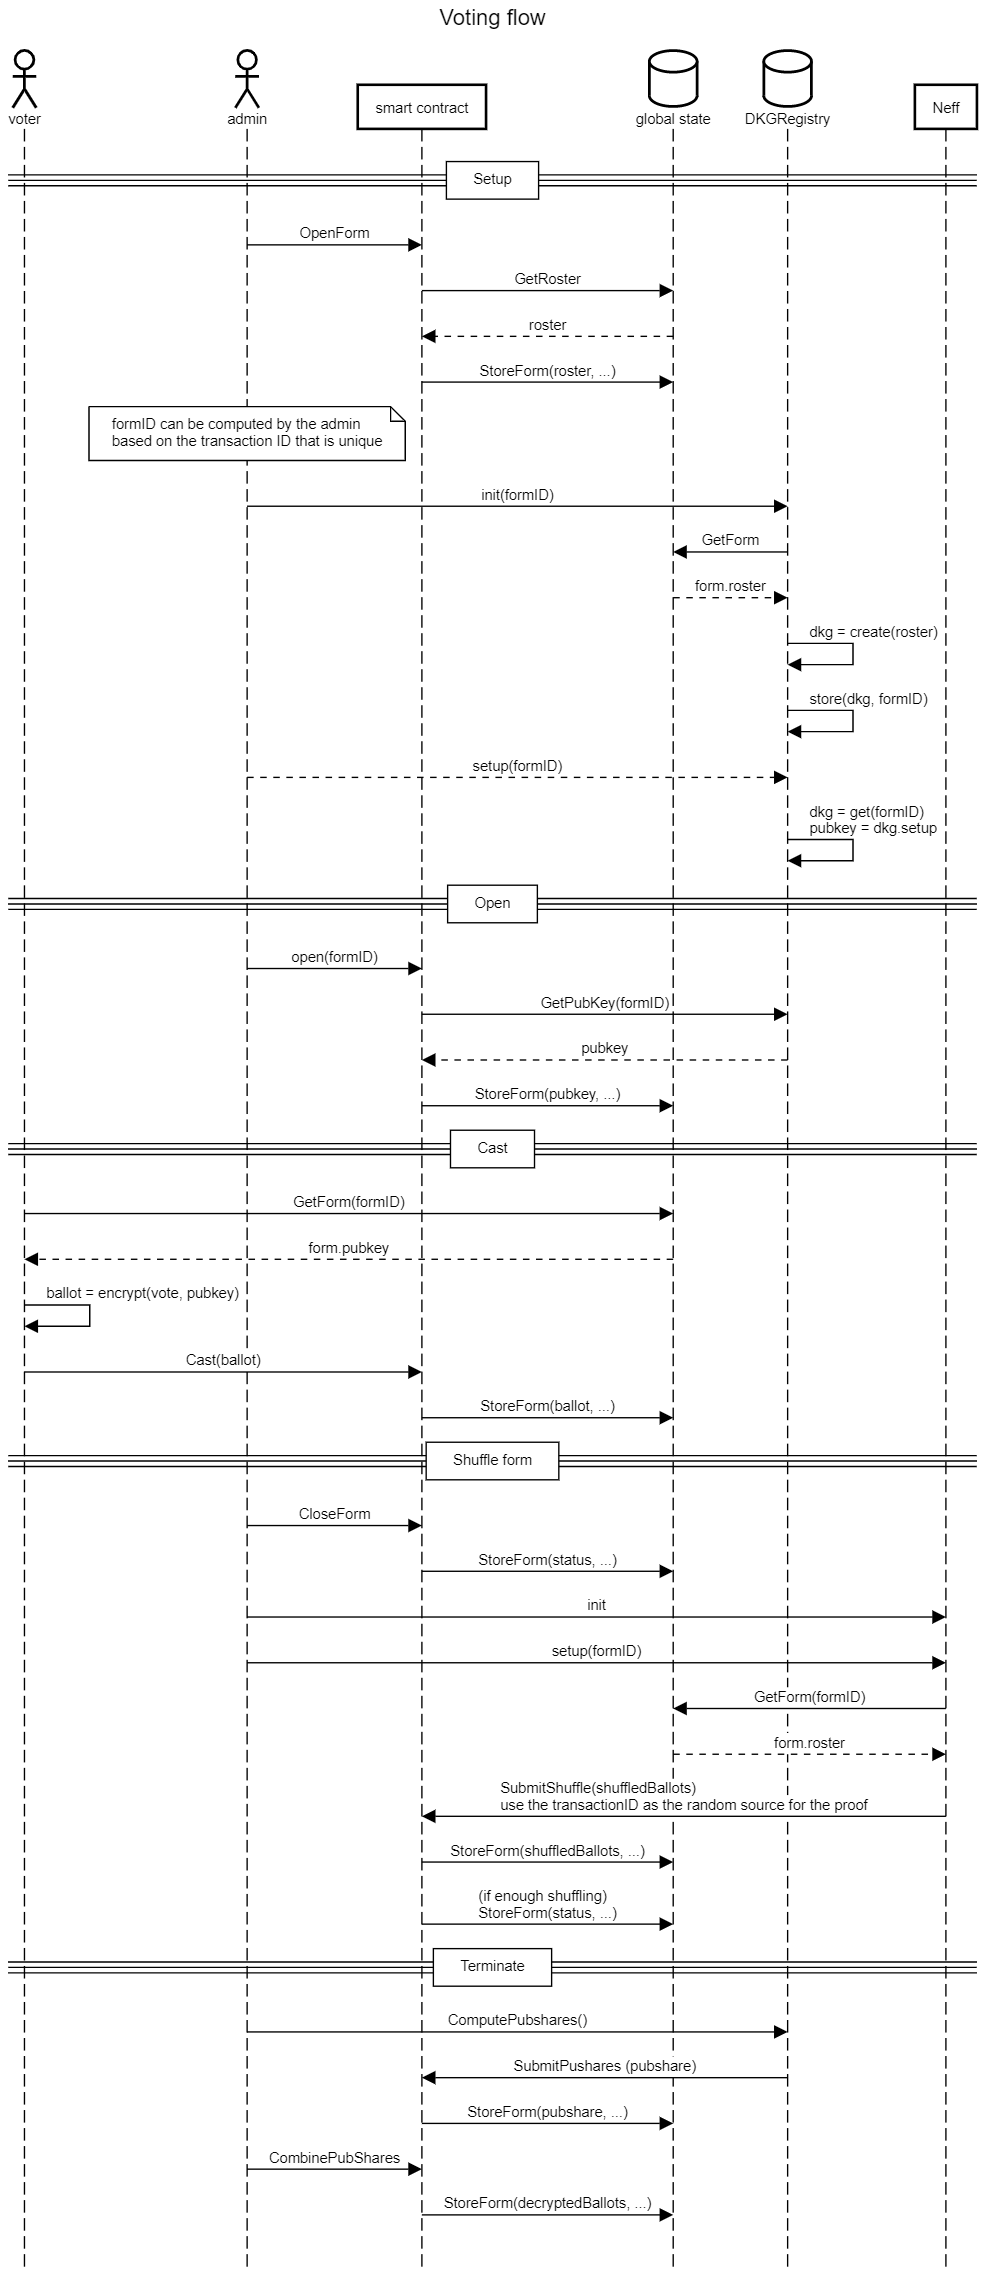 Voting flow
voter
admin
smart contract
global state
DKGRegistry
Neff
Setup
OpenForm
GetRoster
roster
StoreForm(roster, ...)
formID can be computed by the admin
based on the transaction ID that is unique
init(formID)
GetForm
form.roster
dkg = create(roster)
store(dkg, formID)
setup(formID)
dkg = get(formID)
pubkey = dkg.setup
Open
open(formID)
GetPubKey(formID)
pubkey
StoreForm(pubkey, ...)
Cast
GetForm(formID)
form.pubkey
ballot = encrypt(vote, pubkey)
Cast(ballot)
StoreForm(ballot, ...)
Shuffle form
CloseForm
StoreForm(status, ...)
init
setup(formID)
GetForm(formID)
form.roster
SubmitShuffle(shuffledBallots)
use the transactionID as the random source for the proof
StoreForm(shuffledBallots, ...)
(if enough shuffling)
StoreForm(status, ...)
Terminate
ComputePubshares()
SubmitPushares (pubshare)
StoreForm(pubshare, ...)
CombinePubShares
StoreForm(decryptedBallots, ...)